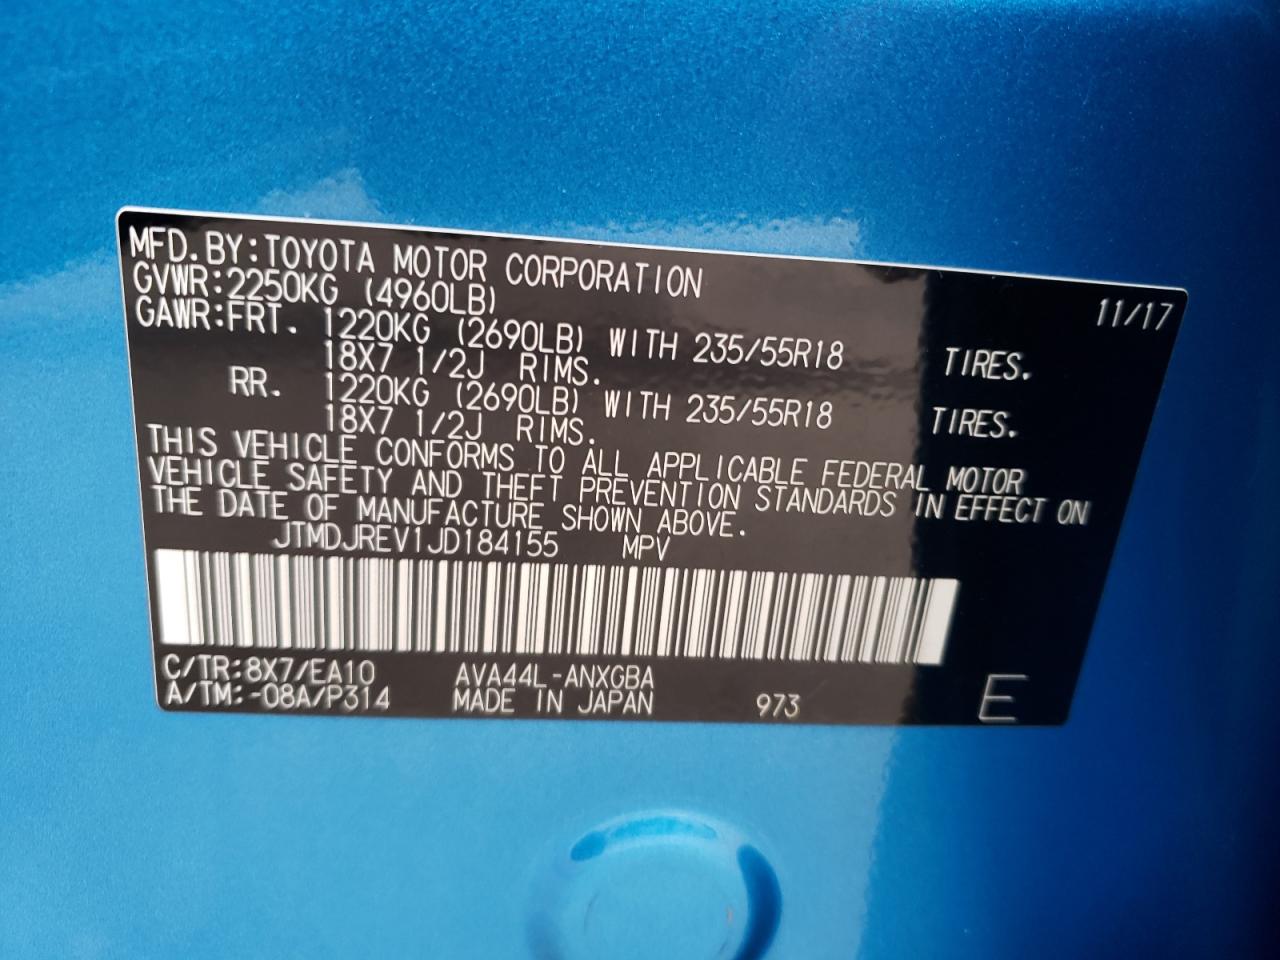 MFD.BY:TOYOTA MOTOR CORPORATION 11/17
GVWR:2250KG (4960LB)
GAWR:FRT. 1220KG (2690LB) WITH 235/55R18 TIRES.
18X7 1/2J RIMS.
RR. 1220KG (2690LB) WITH 235/55R18 TIRES.
18X7 1/2J RIMS.
THIS VEHICLE CONFORMS TO ALL APPLICABLE FEDERAL MOTOR
VEHICLE SAFETY AND THEFT PREVENTION STANDARDS IN EFFECT ON
THE DATE OF MANUFACTURE SHOWN ABOVE.
JTMDJREV1JD184155 MPV
C/TR:8X7/EA10 AVA44L-ANXGBA
A/TM:-08A/P314 MADE IN JAPAN 973 E